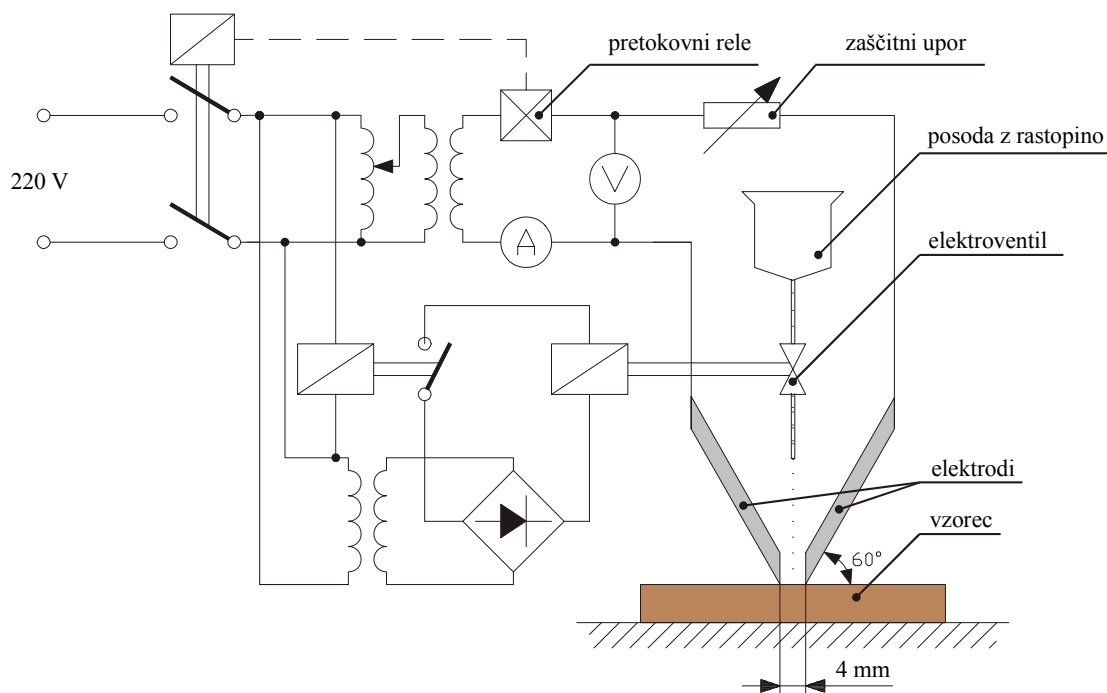 pretokovni rele
zaščitni upor
posoda z rastopino
220 V
V
A
elektroventil
elektrodi
vzorec
60°
4 mm